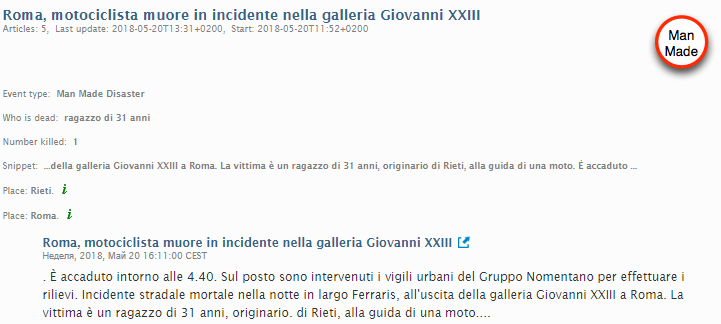 Roma, motociclista muore in incidente nella galleria Giovanni XXIII
Articles: 5, Last update: 2018-05-20T13:31+0200, Start: 2018-05-20T11:52+0200
Man
Made
Event type: Man Made Disaster
Who is dead: ragazzo di 31 anni
Number killed: 1
Snippet: ...della galleria Giovanni XXIII a Roma. La vittima è un ragazzo di 31 anni, originario di Rieti, alla guida di una moto. È accaduto ...
Place: Rieti. i
Place: Roma. i
Roma, motociclista muore in incidente nella galleria Giovanni XXIII
Неделя, 2018, Май 20 16:11:00 CEST
. È accaduto intorno alle 4.40. Sul posto sono intervenuti i vigili urbani del Gruppo Nomentano per effettuare i
rilievi. Incidente stradale mortale nella notte in largo Ferraris, all'uscita della galleria Giovanni XXIII a Roma. La
vittima è un ragazzo di 31 anni, originario. di Rieti, alla guida di una moto....